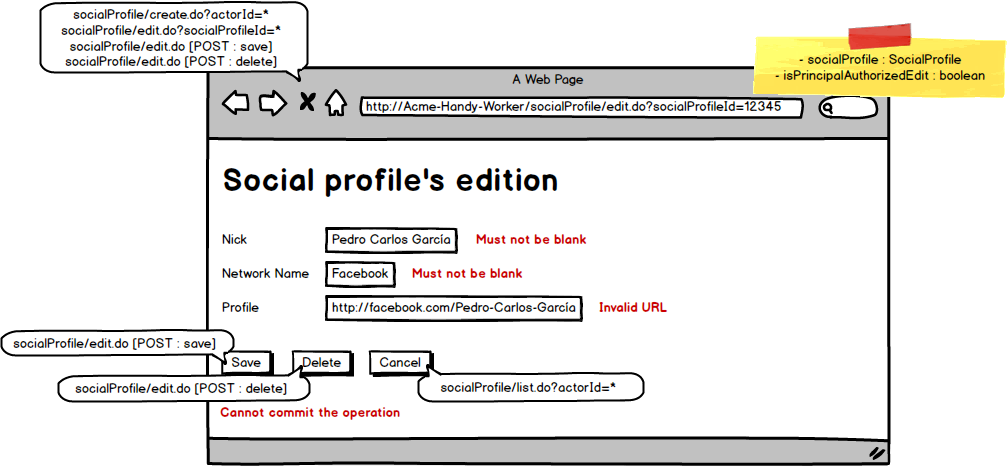 socialProfile/create.do?actorId=*
socialProfile/edit.do?socialProfileId=*
socialProfile/edit.do [POST : save]
socialProfile/edit.do [POST : delete]
- socialProfile : SocialProfile
- isPrincipalAuthorizedEdit : boolean
A Web Page
http://Acme-Handy-Worker/socialProfile/edit.do?socialProfileId=12345
Social profile's edition
Nick Pedro Carlos García Must not be blank
Network Name Facebook Must not be blank
Profile http://facebook.com/Pedro-Carlos-García Invalid URL
socialProfile/edit.do [POST : save]
Save Delete Cancel
socialProfile/edit.do [POST : delete]
socialProfile/list.do?actorId=*
Cannot commit the operation